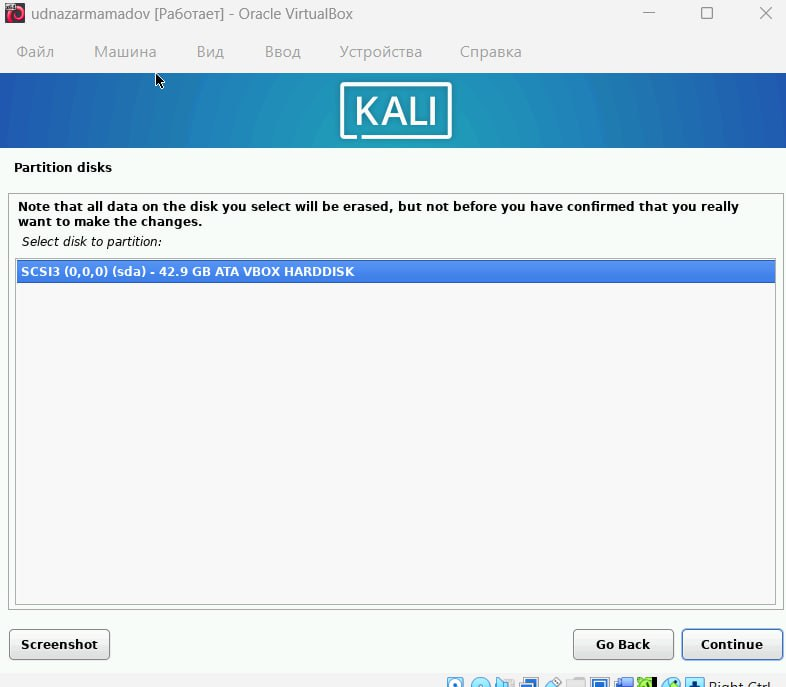 udnazarmamadov [Работает] - Oracle VirtualBox
Файл Машина Вид Ввод Устройства Справка
KALI
Partition disks
Note that all data on the disk you select will be erased, but not before you have confirmed that you really
want to make the changes.
Select disk to partition:
SCSI3 (0,0,0) (sda) - 42.9 GB ATA VBOX HARDDISK
Screenshot Go Back Continue
Right Ctrl